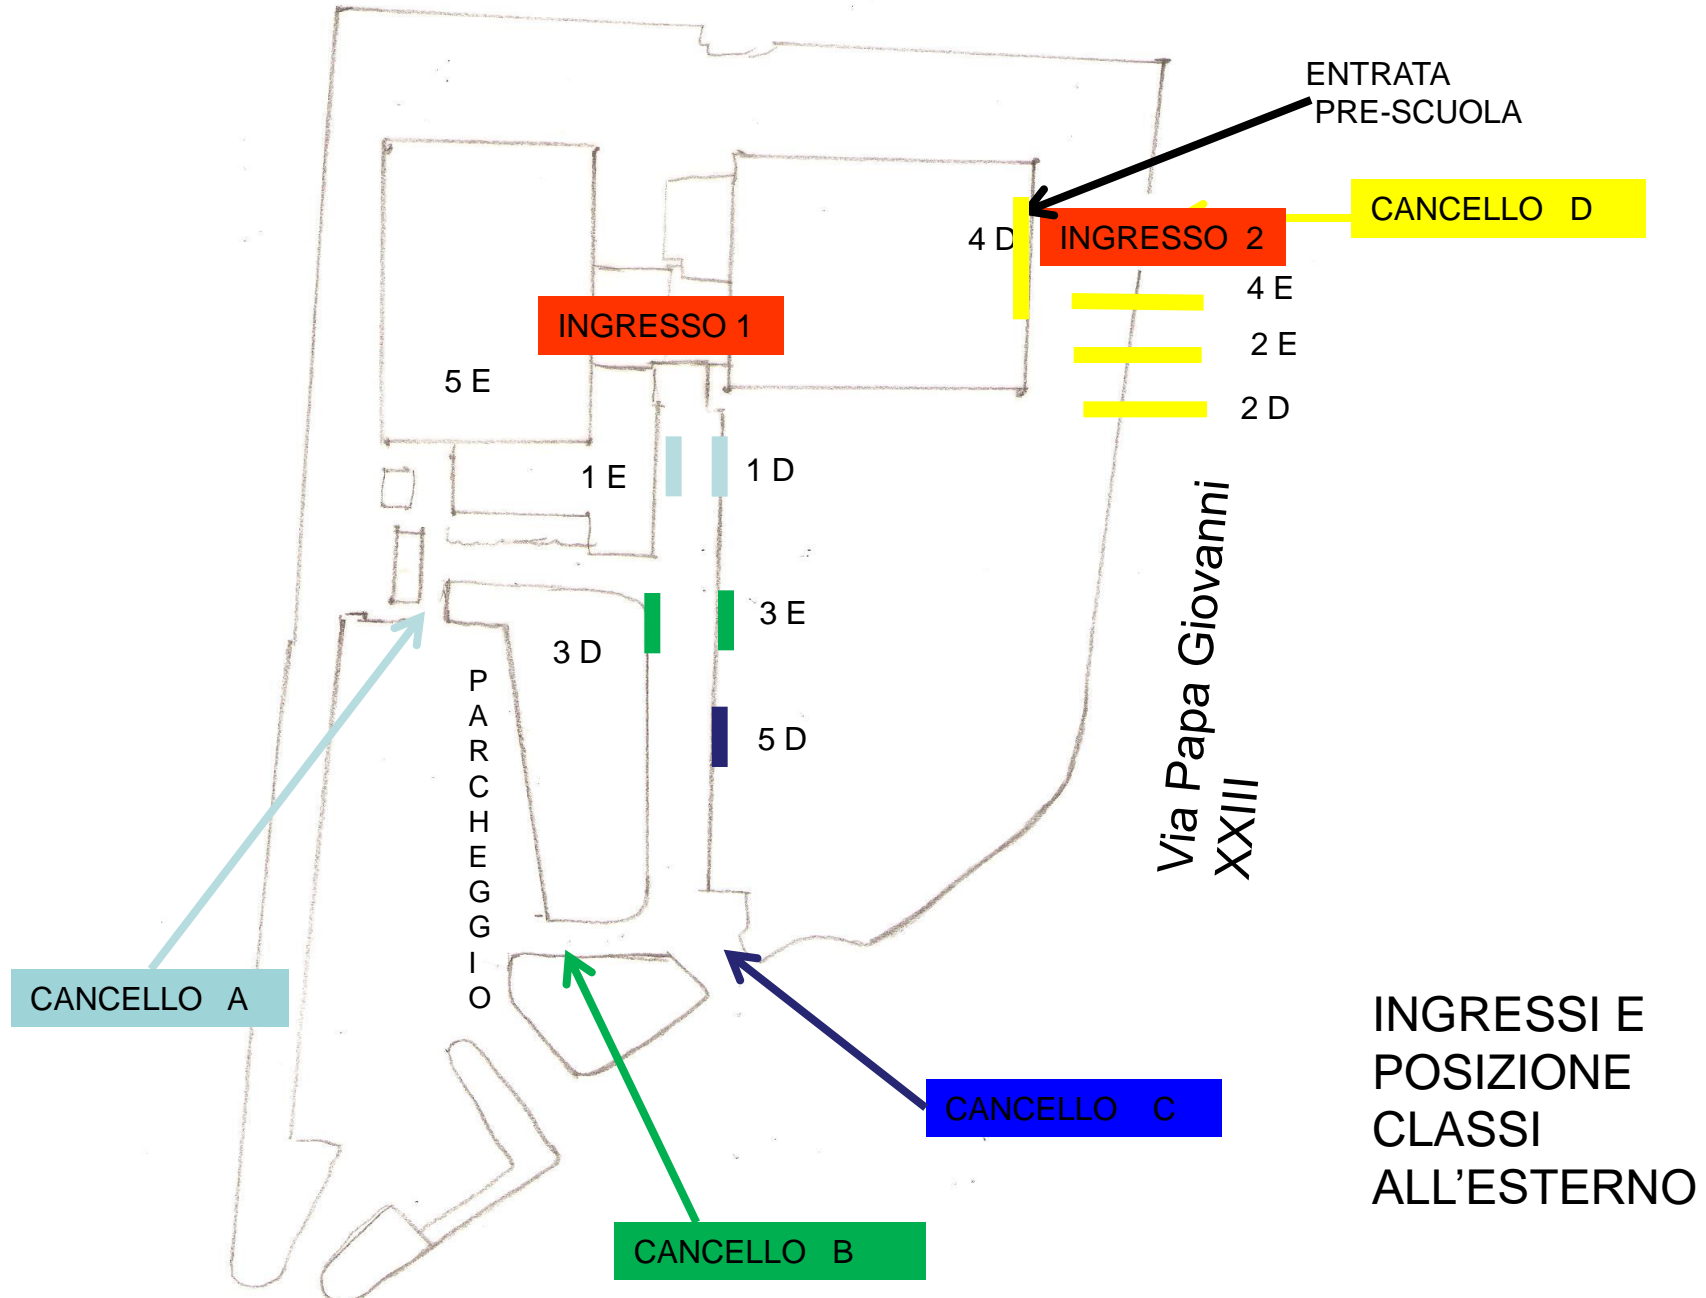 ENTRATA
PRE-SCUOLA
CANCELLO D
4 D
INGRESSO 2
4 E
INGRESSO 1
2 E
5 E
2 D
1 E
1 D
3 E
3 D
5 D
PARCHEGGIO
Via Papa Giovanni
XXIII
CANCELLO A
INGRESSI E
POSIZIONE
CLASSI
ALL’ESTERNO
CANCELLO C
CANCELLO B